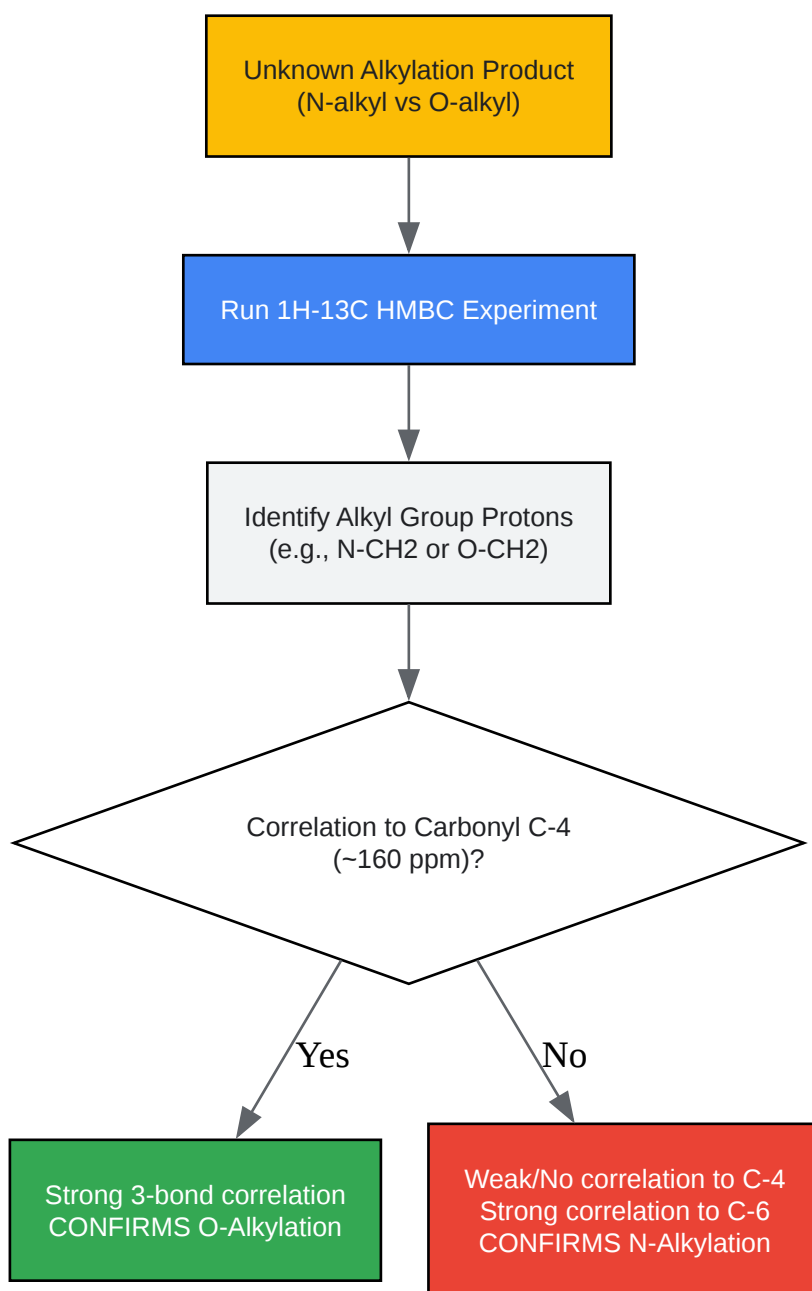 Unknown Alkylation Product
(N-alkyl vs O-alkyl)
Run 1H-13C HMBC Experiment
Identify Alkyl Group Protons
(e.g., N-CH2 or O-CH2)
Correlation to Carbonyl C-4
(~160 ppm)?
Yes
No
Strong 3-bond correlation
CONFIRMS O-Alkylation
Weak/No correlation to C-4
Strong correlation to C-6
CONFIRMS N-Alkylation